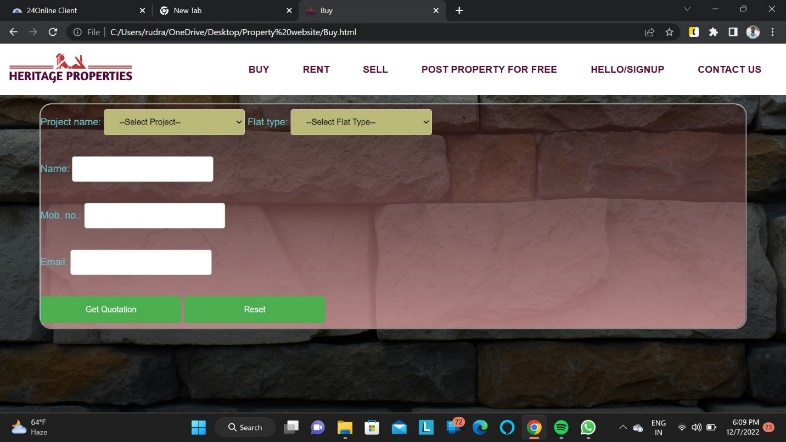 24Online Client
New Tab
Buy
File
C:/Users/rudra/OneDrive/Desktop/Property%20website/Buy.html
HERITAGE PROPERTIES
BUY
RENT
SELL
POST PROPERTY FOR FREE
HELLO/SIGNUP
CONTACT US
Project name: --Select Project-- Flat type: --Select Flat Type--
Name:
Mob. no.:
Email:
Get Quotation
Reset
64°F
Haze
Search
L
72
ENG
IN
6:09 PM
12/7/2022